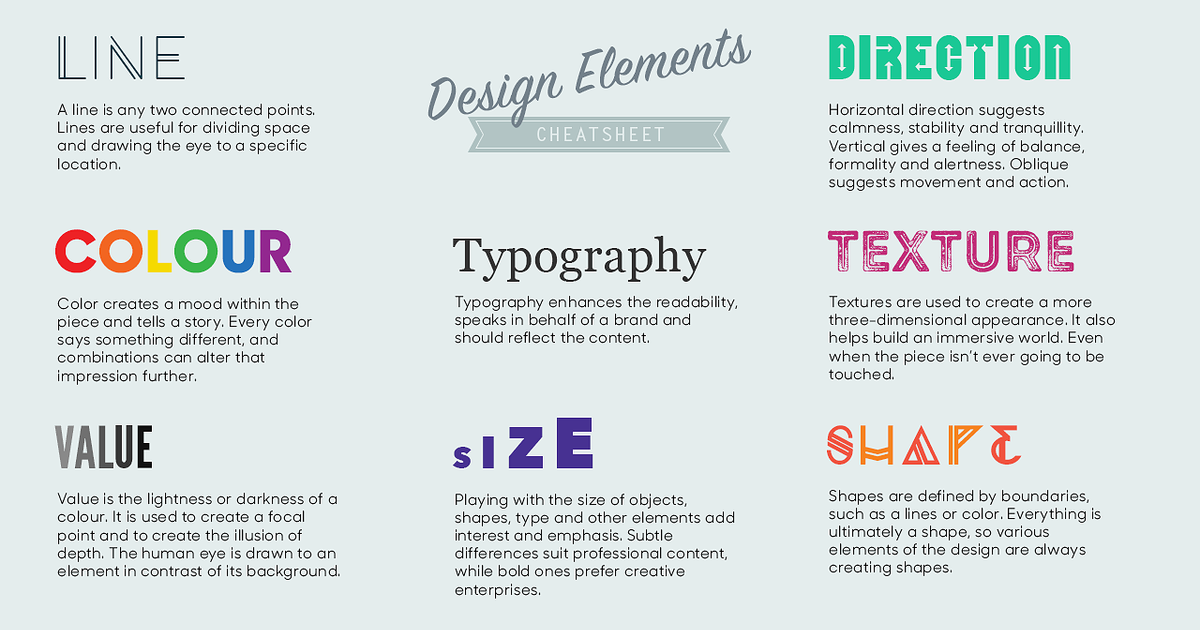 LINE
A line is any two connected points.
Lines are useful for dividing space
and drawing the eye to a specific
location.
Design Elements
CHEATSHEET
DIRECTION
Horizontal direction suggests
calmness, stability and tranquillity.
Vertical gives a feeling of balance,
formality and alertness. Oblique
suggests movement and action.
COLOUR
Color creates a mood within the
piece and tells a story. Every color
says something different, and
combinations can alter that
impression further.
Typography
Typography enhances the readability,
speaks in behalf of a brand and
should reflect the content.
TEXTURE
Textures are used to create a more
three-dimensional appearance. It also
helps build an immersive world. Even
when the piece isn't ever going to be
touched.
VALUE
Value is the lightness or darkness of a
colour. It is used to create a focal
point and to create the illusion of
depth. The human eye is drawn to an
element in contrast of its background.
sIZE
Playing with the size of objects,
shapes, type and other elements add
interest and emphasis. Subtle
differences suit professional content,
while bold ones prefer creative
enterprises.
SHAPE
Shapes are defined by boundaries,
such as a lines or color. Everything is
ultimately a shape, so various
elements of the design are always
creating shapes.